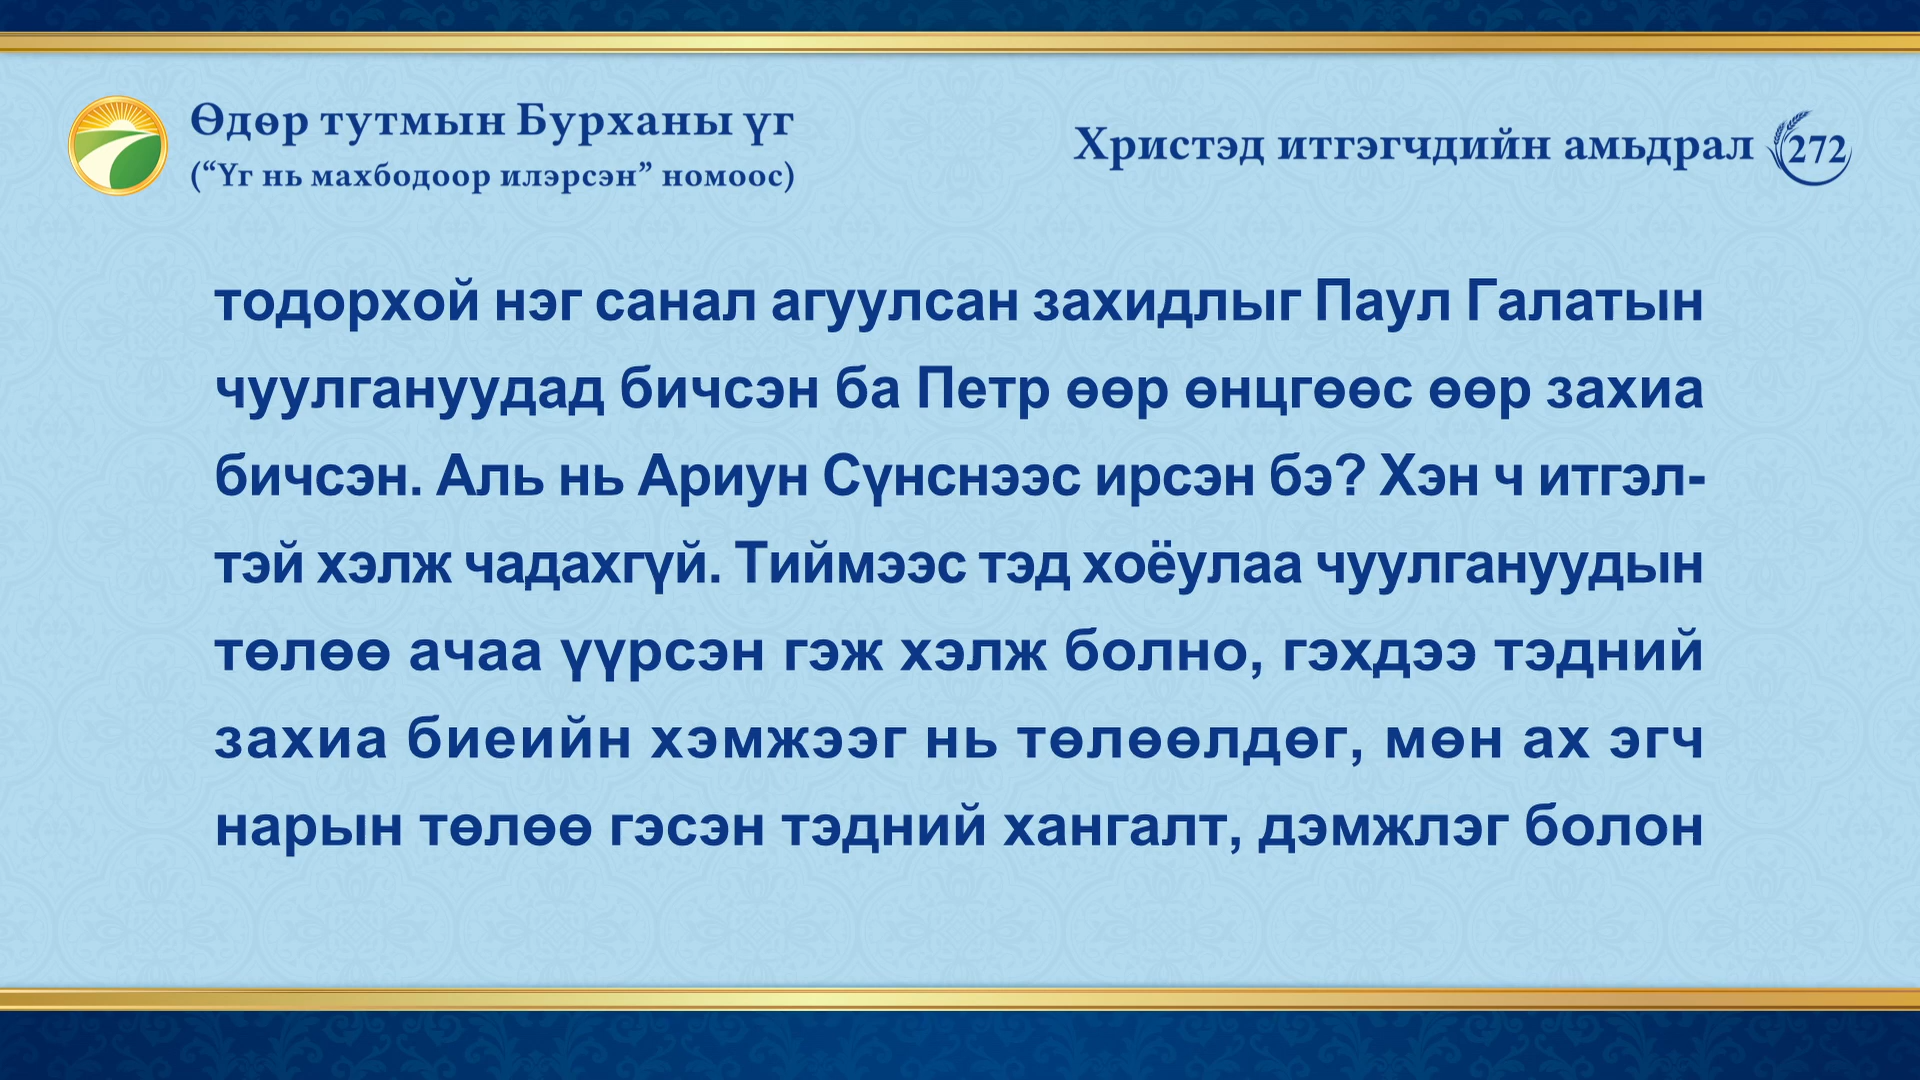 Өдөр тутмын Бурханы үг
(“Үг нь махбодоор илэрсэн” номоос)
Христэд итгэгчдийн амьдрал 272
тодорхой нэг санал агуулсан захидлыг Паул Галатын
чуулгануудад бичсэн ба Петр өөр өнцгөөс өөр захиа
бичсэн. Аль нь Ариун Сүнснээс ирсэн бэ? Хэн ч итгэл-
тэй хэлж чадахгүй. Тиймээс тэд хоёулаа чуулгануудын
төлөө ачаа үүрсэн гэж хэлж болно, гэхдээ тэдний
захиа биеийн хэмжээг нь төлөөлдөг, мөн ах эгч
нарын төлөө гэсэн тэдний хангалт, дэмжлэг болон